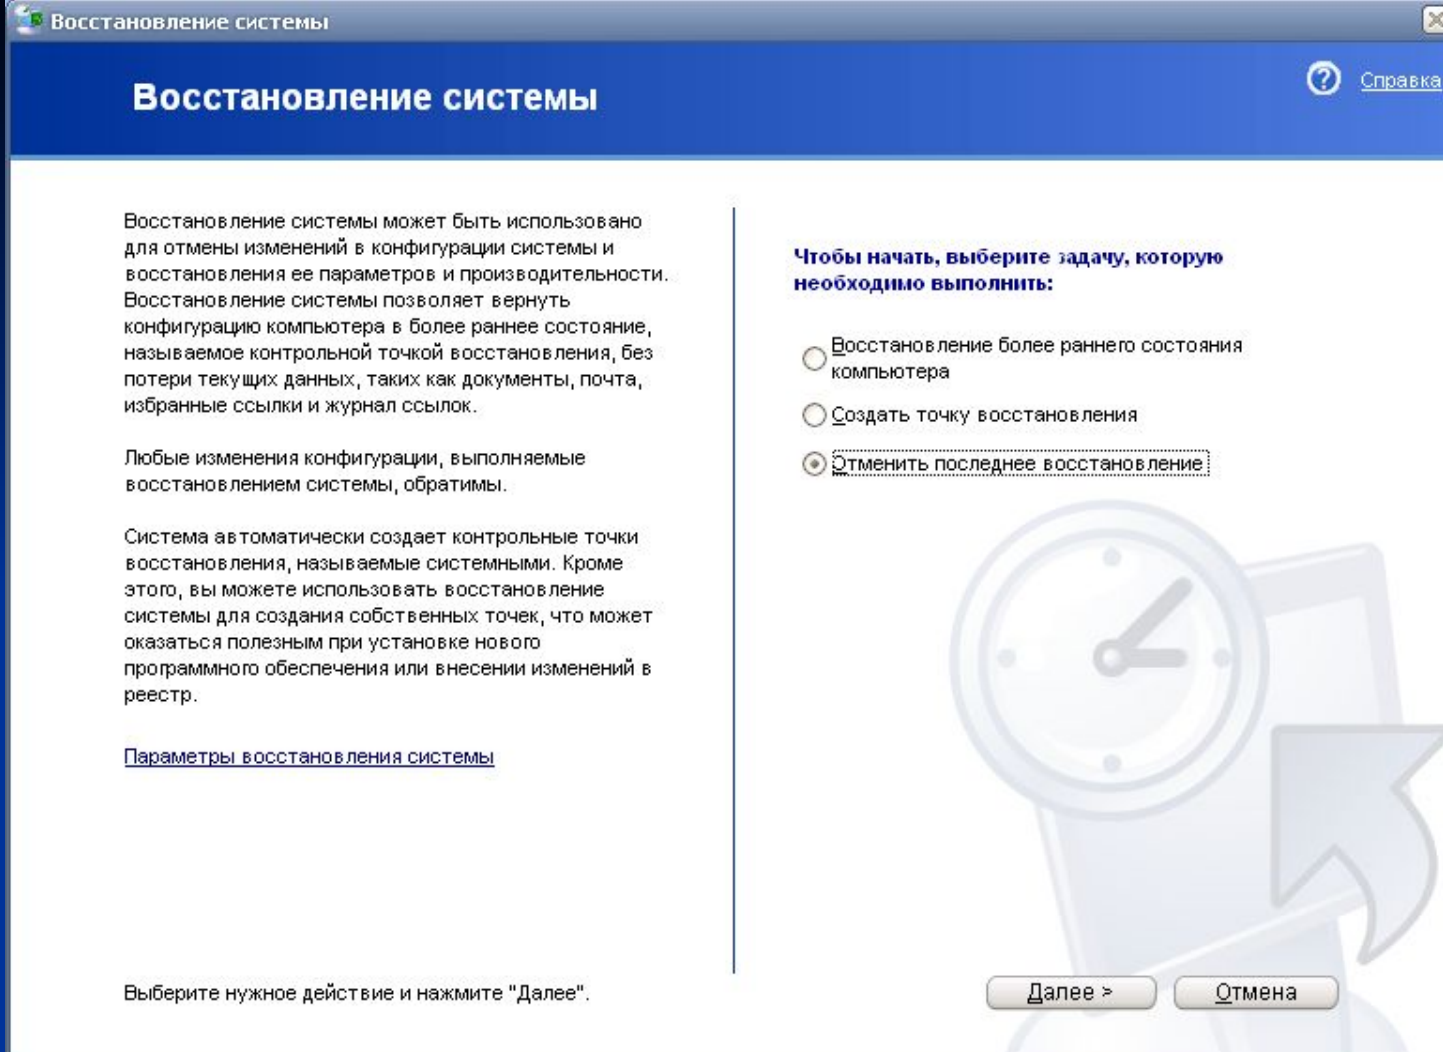 Восстановление системы
Восстановление системы
Справка
Восстановление системы может быть использовано
для отмены изменений в конфигурации системы и
восстановления ее параметров и производительности.
Восстановление системы позволяет вернуть
конфигурацию компьютера в более раннее состояние,
называемое контрольной точкой восстановления, без
потери текущих данных, таких как документы, почта,
избранные ссылки и журнал ссылок.
Любые изменения конфигурации, выполняемые
восстановлением системы, обратимы.
Система автоматически создает контрольные точки
восстановления, называемые системными. Кроме
этого, вы можете использовать восстановление
системы для создания собственных точек, что может
оказаться полезным при установке нового
программного обеспечения или внесении изменений в
реестр.
Параметры восстановления системы
Чтобы начать, выберите задачу, которую
необходимо выполнить:
Восстановление более раннего состояния
компьютера
Создать точку восстановления
Отменить последнее восстановление
Выберите нужное действие и нажмите "Далее".
Далее >
Отмена